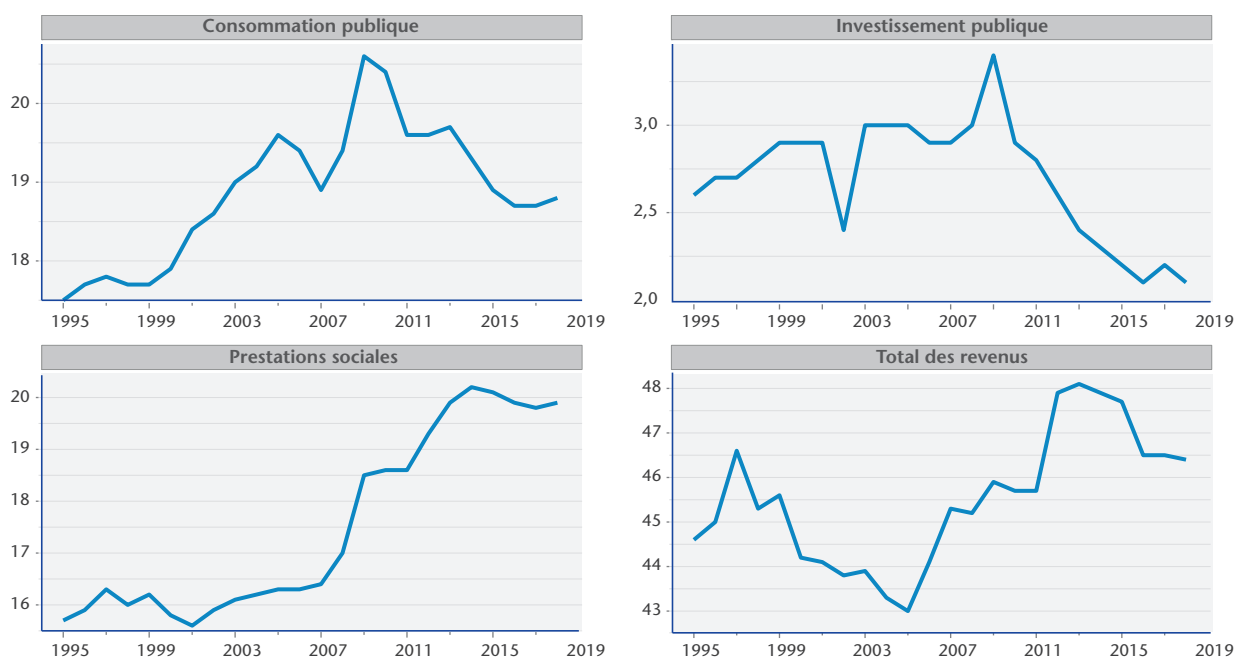 Consommation publique
20
19
18
1995 1999 2003 2007 2011 2015 2019
Investissement publique
3,0
2,5
2,0
1995 1999 2003 2007 2011 2015 2019
Prestations sociales
20
19
18
17
16
1995 1999 2003 2007 2011 2015 2019
Total des revenus
48
47
46
45
44
43
1995 1999 2003 2007 2011 2015 2019